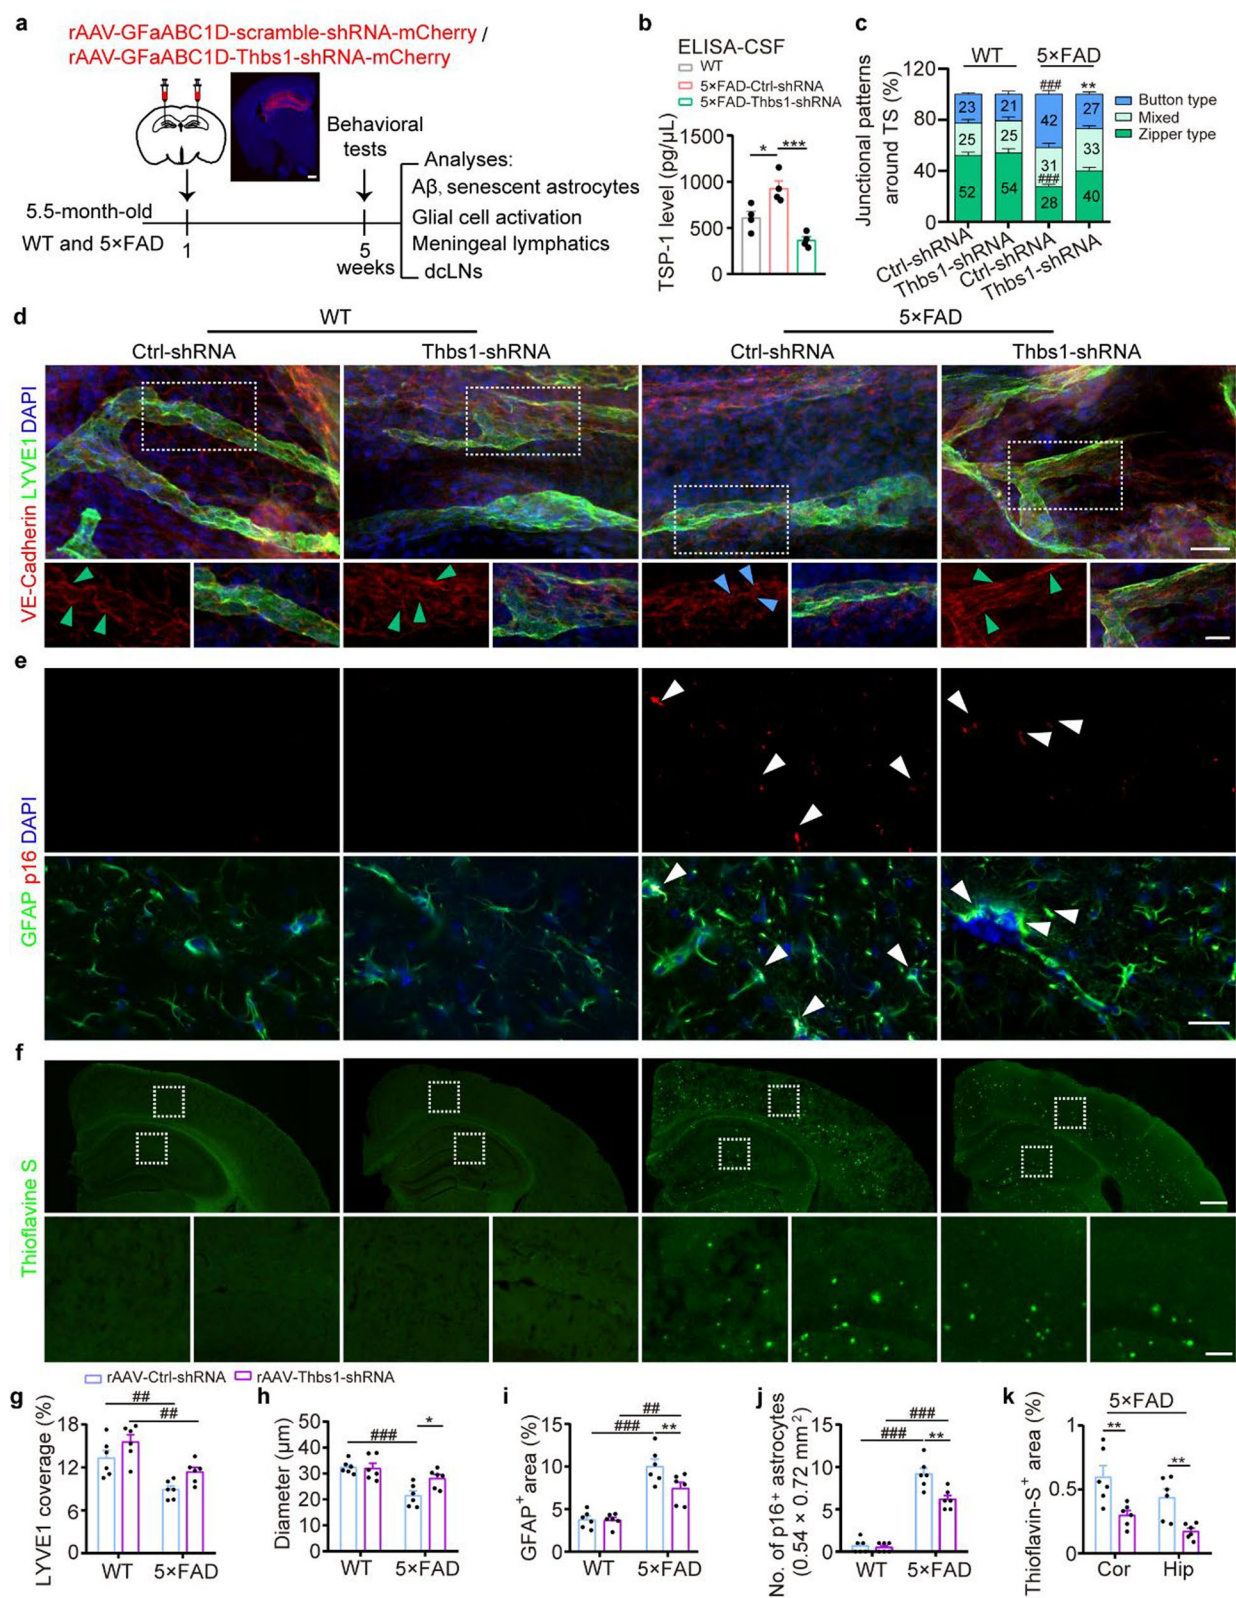 a
rAAV-GFaABC1D-scramble-shRNA-mCherry /
rAAV-GFaABC1D-Thbs1-shRNA-mCherry
Behavioral
tests
Analyses:
Aβ, senescent astrocytes
Glial cell activation
Meningeal lymphatics
dcLNs
5.5-month-old
WT and 5×FAD
1
5
weeks
b
ELISA-CSF
WT
5×FAD-Ctrl-shRNA
5×FAD-Thbs1-shRNA
TSP-1 level (pg/μL)
1500
1000
500
0
*
***
c
WT
5×FAD
Junctional patterns
around TS (%)
120
80
40
0
###
**
23
21
42
27
25
25
31
33
###
52
54
28
40
Button type
Mixed
Zipper type
Ctrl-shRNA
Thbs1-shRNA
Ctrl-shRNA
Thbs1-shRNA
d
WT
5×FAD
Ctrl-shRNA
Thbs1-shRNA
Ctrl-shRNA
Thbs1-shRNA
VE-Cadherin LYVE1 DAPI
e
GFAP p16 DAPI
f
Thioflavine S
rAAV-Ctrl-shRNA
rAAV-Thbs1-shRNA
g
LYVE1 coverage (%)
18
12
6
0
##
##
WT
5×FAD
h
Diameter (μm)
50
40
30
20
10
0
###
*
WT
5×FAD
i
GFAP+ area (%)
15
10
5
0
##
###
**
WT
5×FAD
j
No. of p16+ astrocytes
(0.54 × 0.72 mm2)
15
10
5
0
###
###
**
WT
5×FAD
k
5×FAD
Thioflavin-S+ area (%)
1
0.5
0
**
**
Cor
Hip